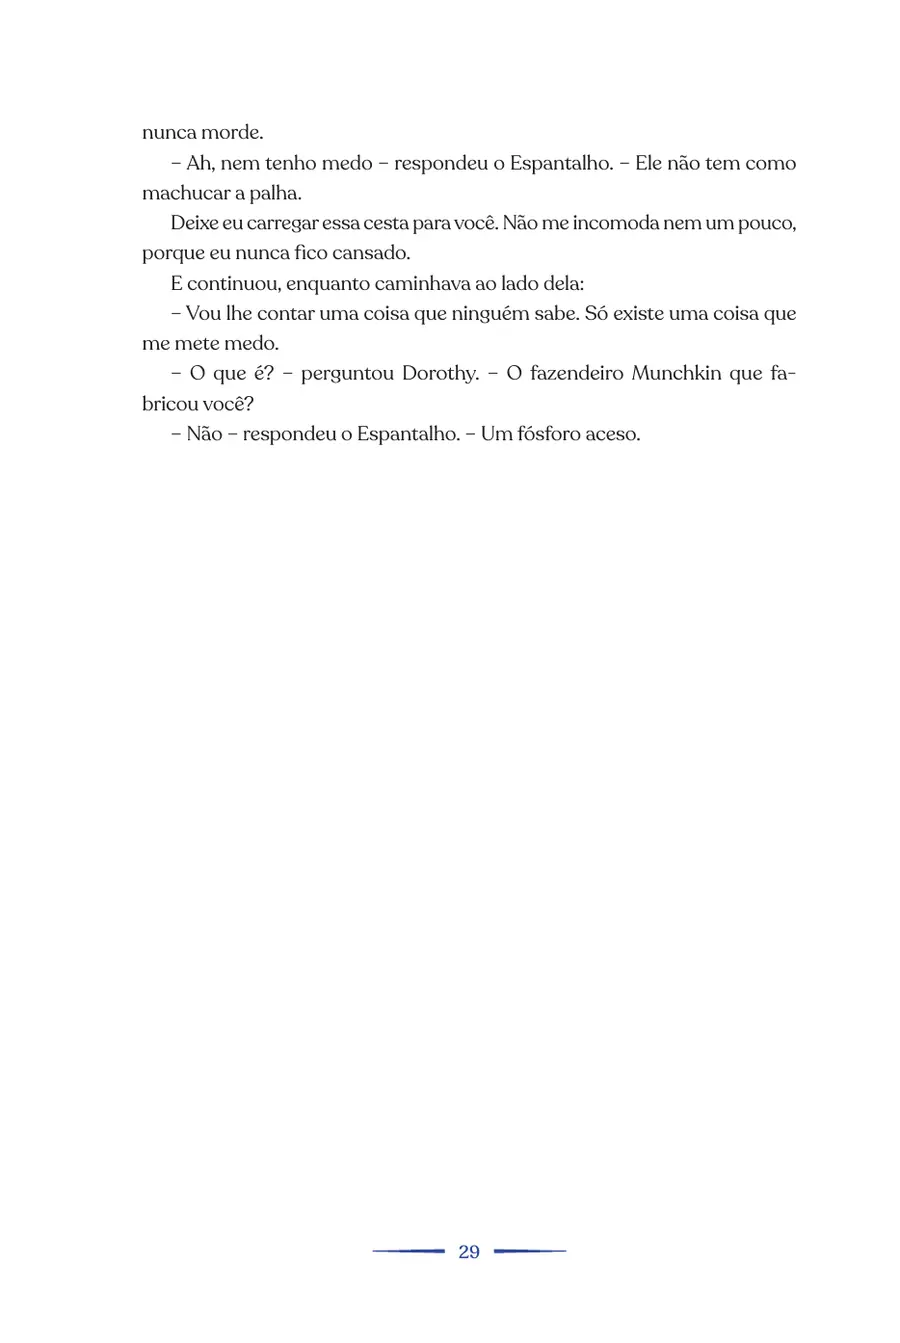 nunca morde.
– Ah, nem tenho medo – respondeu o Espantalho. – Ele não tem como
machucar a palha.
Deixe eu carregar essa cesta para você. Não me incomoda nem um pouco,
porque eu nunca fico cansado.
E continuou, enquanto caminhava ao lado dela:
– Vou lhe contar uma coisa que ninguém sabe. Só existe uma coisa que
me mete medo.
– O que é? – perguntou Dorothy. – O fazendeiro Munchkin que fa-
bricou você?
– Não – respondeu o Espantalho. – Um fósforo aceso.
29